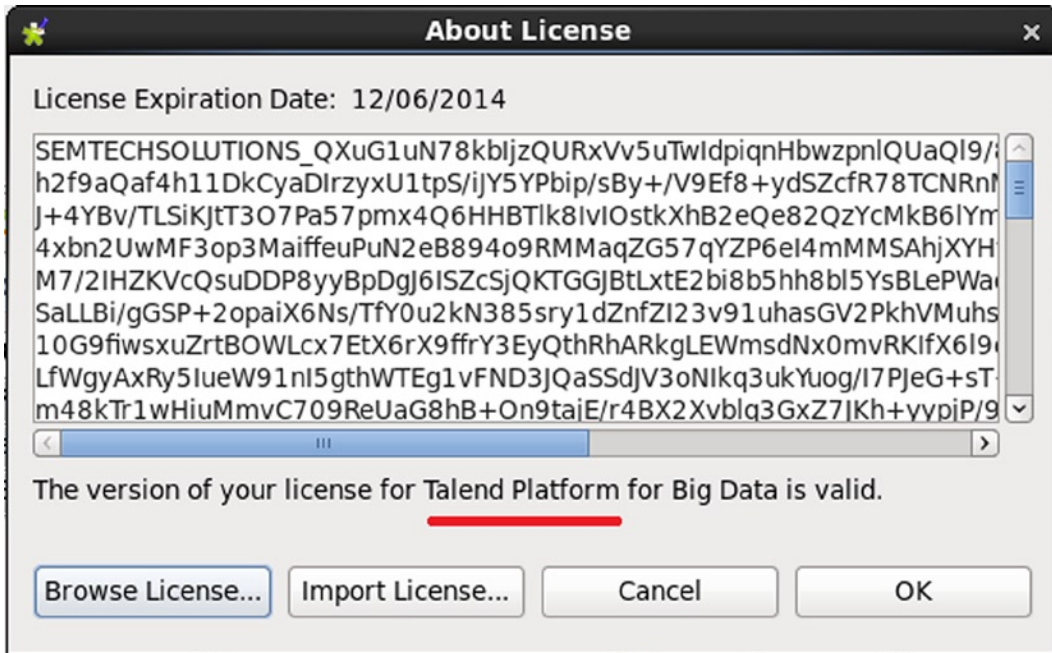 About License
License Expiration Date: 12/06/2014
SEMTECHSOLUTIONS_QXuG1uN78kbIjzQURxVv5uTwIdpiqnHbwzpnlQUaQl9/
h2f9aQaf4h11DkCyaDIrzyxU1tpS/iJY5YPbip/sBy+/V9Ef8+ydSZcfR78TCNRn
J+4YBv/TLSiKJtT3O7Pa57pmx4Q6HHBTlk8IvIOstkXhB2eQe82QzYcMkB6lYm
4xbn2UwMF3op3MaiffeuPuN2eB894o9RMMaqZG57qYZP6eI4mMMSAhjXYH
M7/2IHZKVcQsuDDP8yyBpDgJ6ISZcSjQKTGGJBtLxtE2bi8b5hh8bl5YsBLePWa
SaLLBi/gGSP+2opaiX6Ns/TfY0u2kN385sry1dZnfZI23v91uhasGV2PkhVMuhs
10G9fiwsxuZrtBOWLcx7EtX6rX9ffrY3EyQthRhARkgLEWmsdNx0mvRKIfX6l9
LfWgyAxRy5IueW91nI5gthWTEg1vFND3JQaSSdJV3oNIkq3ukYuog/I7PJeG+sT
m48kTr1wHiuMmvC709ReUaG8hB+On9tajE/r4BX2Xvblq3GxZ7JKh+yypjP/9
The version of your license for Talend Platform for Big Data is valid.
Browse License... Import License... Cancel OK